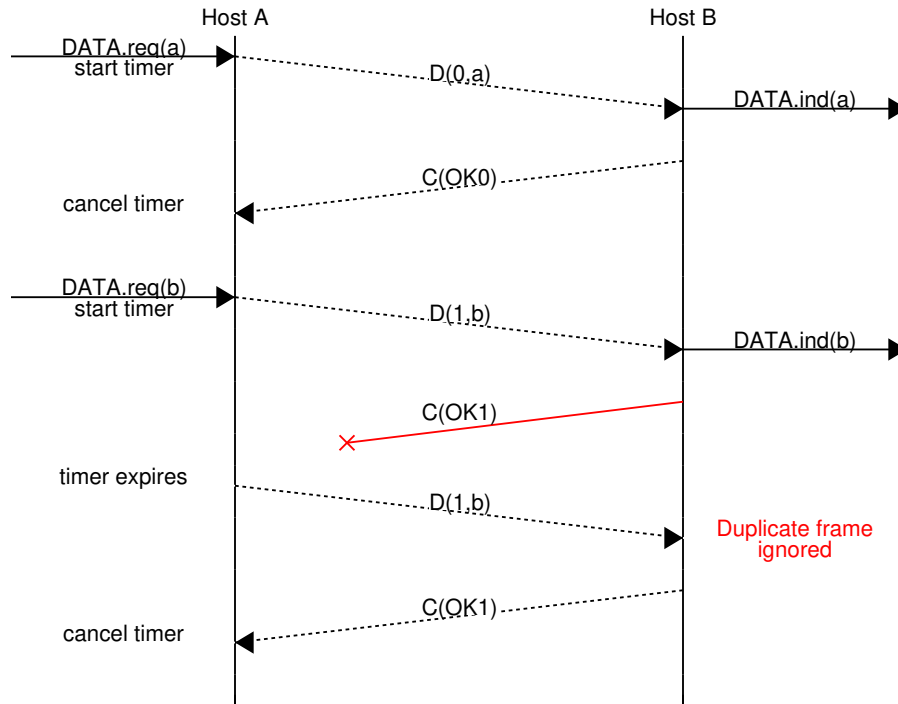 Host A
Host B
DATA.req(a)
start timer
D(0,a)
DATA.ind(a)
C(OK0)
cancel timer
DATA.req(b)
start timer
D(1,b)
DATA.ind(b)
C(OK1)
timer expires
D(1,b)
Duplicate frame
ignored
C(OK1)
cancel timer